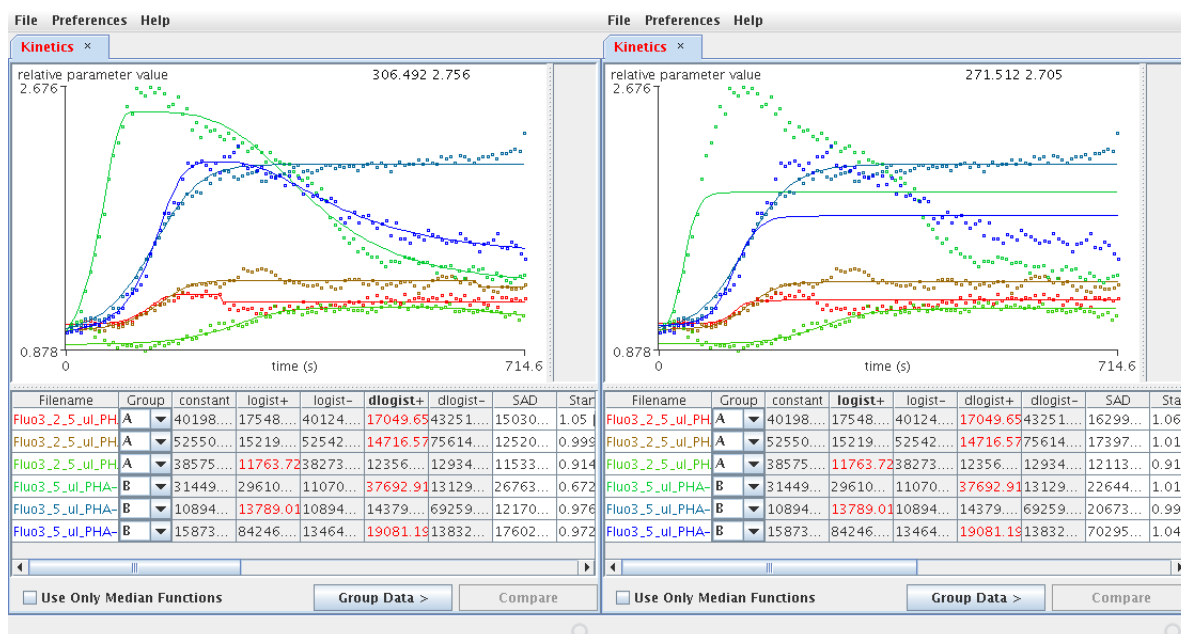 File Preferences Help
Kinetics ×
relative parameter value 306.492 2.756
2.676
0.878
0 time (s) 714.6
Filename Group constant logist+ logist- dlogist+ dlogist- SAD Star
Fluo3_2_5_ul_PH A 40198... 17548... 40124... 17049.65 43251... 15030... 1.05
Fluo3_2_5_ul_PH A 52550... 15219... 52542... 14716.57 75614... 12520... 0.999
Fluo3_2_5_ul_PH A 38575... 11763.72 38273... 12356... 12934... 11533... 0.914
Fluo3_5_ul_PHA- B 31449... 29610... 11070... 37692.91 13129... 26763... 0.672
Fluo3_5_ul_PHA- B 10894... 13789.01 10894... 14379... 69259... 12170... 0.976
Fluo3_5_ul_PHA- B 15873... 84246... 13464... 19081.19 13832... 17602... 0.972
Use Only Median Functions Group Data > Compare
File Preferences Help
Kinetics ×
relative parameter value 271.512 2.705
2.676
0.878
0 time (s) 714.6
Filename Group constant logist+ logist- dlogist+ dlogist- SAD Sta
Fluo3_2_5_ul_PH A 40198... 17548... 40124... 17049.65 43251... 16299... 1.06
Fluo3_2_5_ul_PH A 52550... 15219... 52542... 14716.57 75614... 17397... 1.01
Fluo3_2_5_ul_PH A 38575... 11763.72 38273... 12356... 12934... 12113... 0.91
Fluo3_5_ul_PHA- B 31449... 29610... 11070... 37692.91 13129... 22644... 1.01
Fluo3_5_ul_PHA- B 10894... 13789.01 10894... 14379... 69259... 20673... 0.99
Fluo3_5_ul_PHA- B 15873... 84246... 13464... 19081.19 13832... 70295... 1.04
Use Only Median Functions Group Data > Compare